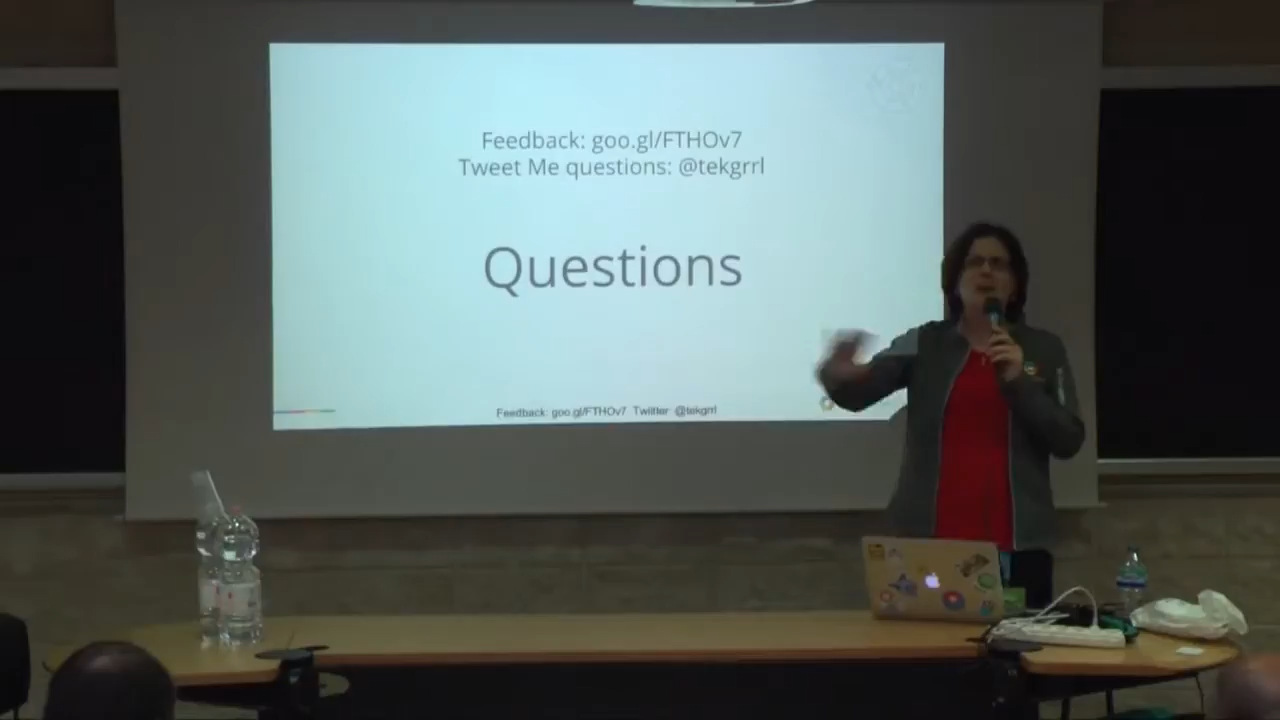 Feedback: goo.gl/FTHOv7
Tweet Me questions: @tekgrrl
Questions
Feedback: goo.gl/FTHOv7 Twitter @tekgrrl